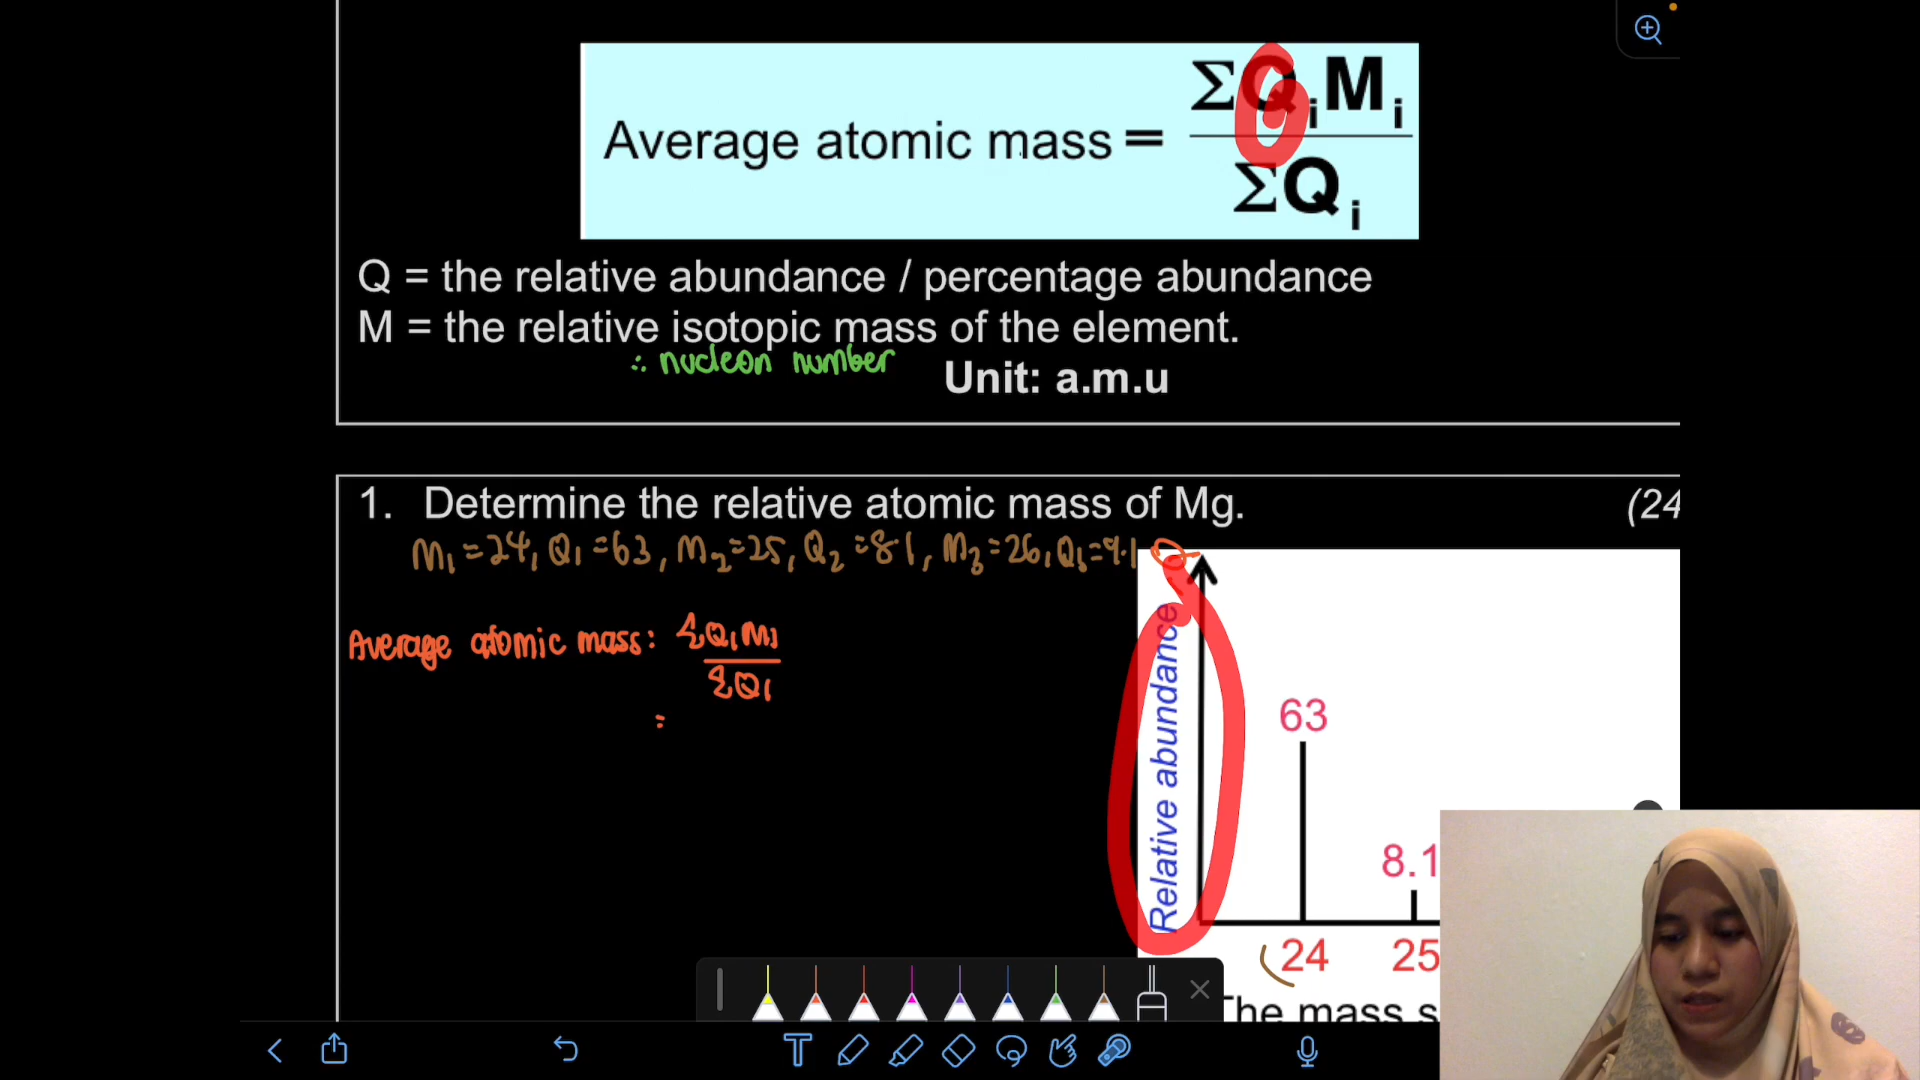 Average atomic mass = ΣQiMi
ΣQi
Q = the relative abundance / percentage abundance
M = the relative isotopic mass of the element.
∴ nucleon number
Unit: a.m.u
1. Determine the relative atomic mass of Mg.
(24
M1 = 24, Q1 = 63, M2 = 25, Q2 = 8.1, M3 = 26, Q3 = 9.1
Average atomic mass: ΣQiMi
ΣQi
=
Relative abundance
63
8.1
24
25
The mass s
T